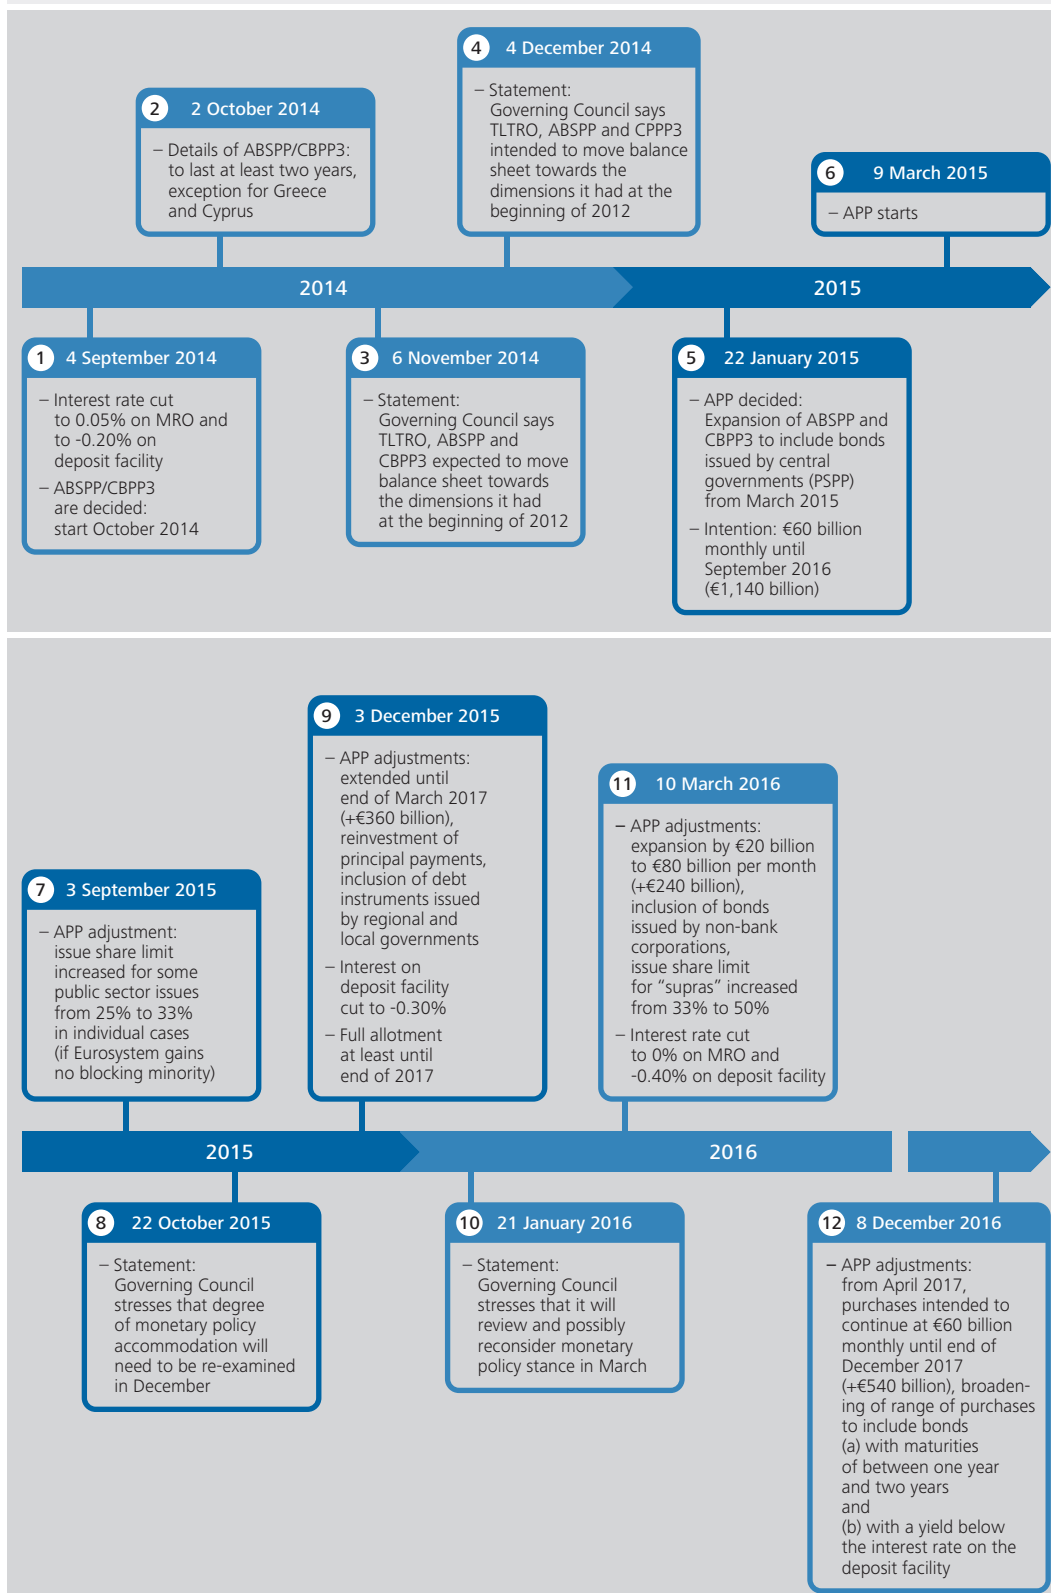 4 4 December 2014
– Statement:
Governing Council says
TLTRO, ABSPP and CPPP3
intended to move balance
sheet towards the
dimensions it had at the
beginning of 2012
2 2 October 2014
– Details of ABSPP/CBPP3:
to last at least two years,
exception for Greece
and Cyprus
6 9 March 2015
– APP starts
2014
2015
1 4 September 2014
– Interest rate cut
to 0.05% on MRO and
to -0.20% on
deposit facility
– ABSPP/CBPP3
are decided:
start October 2014
3 6 November 2014
– Statement:
Governing Council says
TLTRO, ABSPP and
CBPP3 expected to move
balance sheet towards
the dimensions it had
at the beginning of 2012
5 22 January 2015
– APP decided:
Expansion of ABSPP and
CBPP3 to include bonds
issued by central
governments (PSPP)
from March 2015
– Intention: €60 billion
monthly until
September 2016
(€1,140 billion)
7 3 September 2015
– APP adjustment:
issue share limit
increased for some
public sector issues
from 25% to 33%
in individual cases
(if Eurosystem gains
no blocking minority)
9 3 December 2015
– APP adjustments:
extended until
end of March 2017
(+€360 billion),
reinvestment of
principal payments,
inclusion of debt
instruments issued
by regional and
local governments
– Interest on
deposit facility
cut to -0.30%
– Full allotment
at least until
end of 2017
11 10 March 2016
– APP adjustments:
expansion by €20 billion
to €80 billion per month
(+€240 billion),
inclusion of bonds
issued by non-bank
corporations,
issue share limit
for “supras” increased
from 33% to 50%
– Interest rate cut
to 0% on MRO and
-0.40% on deposit facility
2015
2016
8 22 October 2015
– Statement:
Governing Council
stresses that degree
of monetary policy
accommodation will
need to be re-examined
in December
10 21 January 2016
– Statement:
Governing Council
stresses that it will
review and possibly
reconsider monetary
policy stance in March
12 8 December 2016
– APP adjustments:
from April 2017,
purchases intended to
continue at €60 billion
monthly until end of
December 2017
(+€540 billion), broaden-
ing of range of purchases
to include bonds
(a) with maturities
of between one year
and two years
and
(b) with a yield below
the interest rate on the
deposit facility